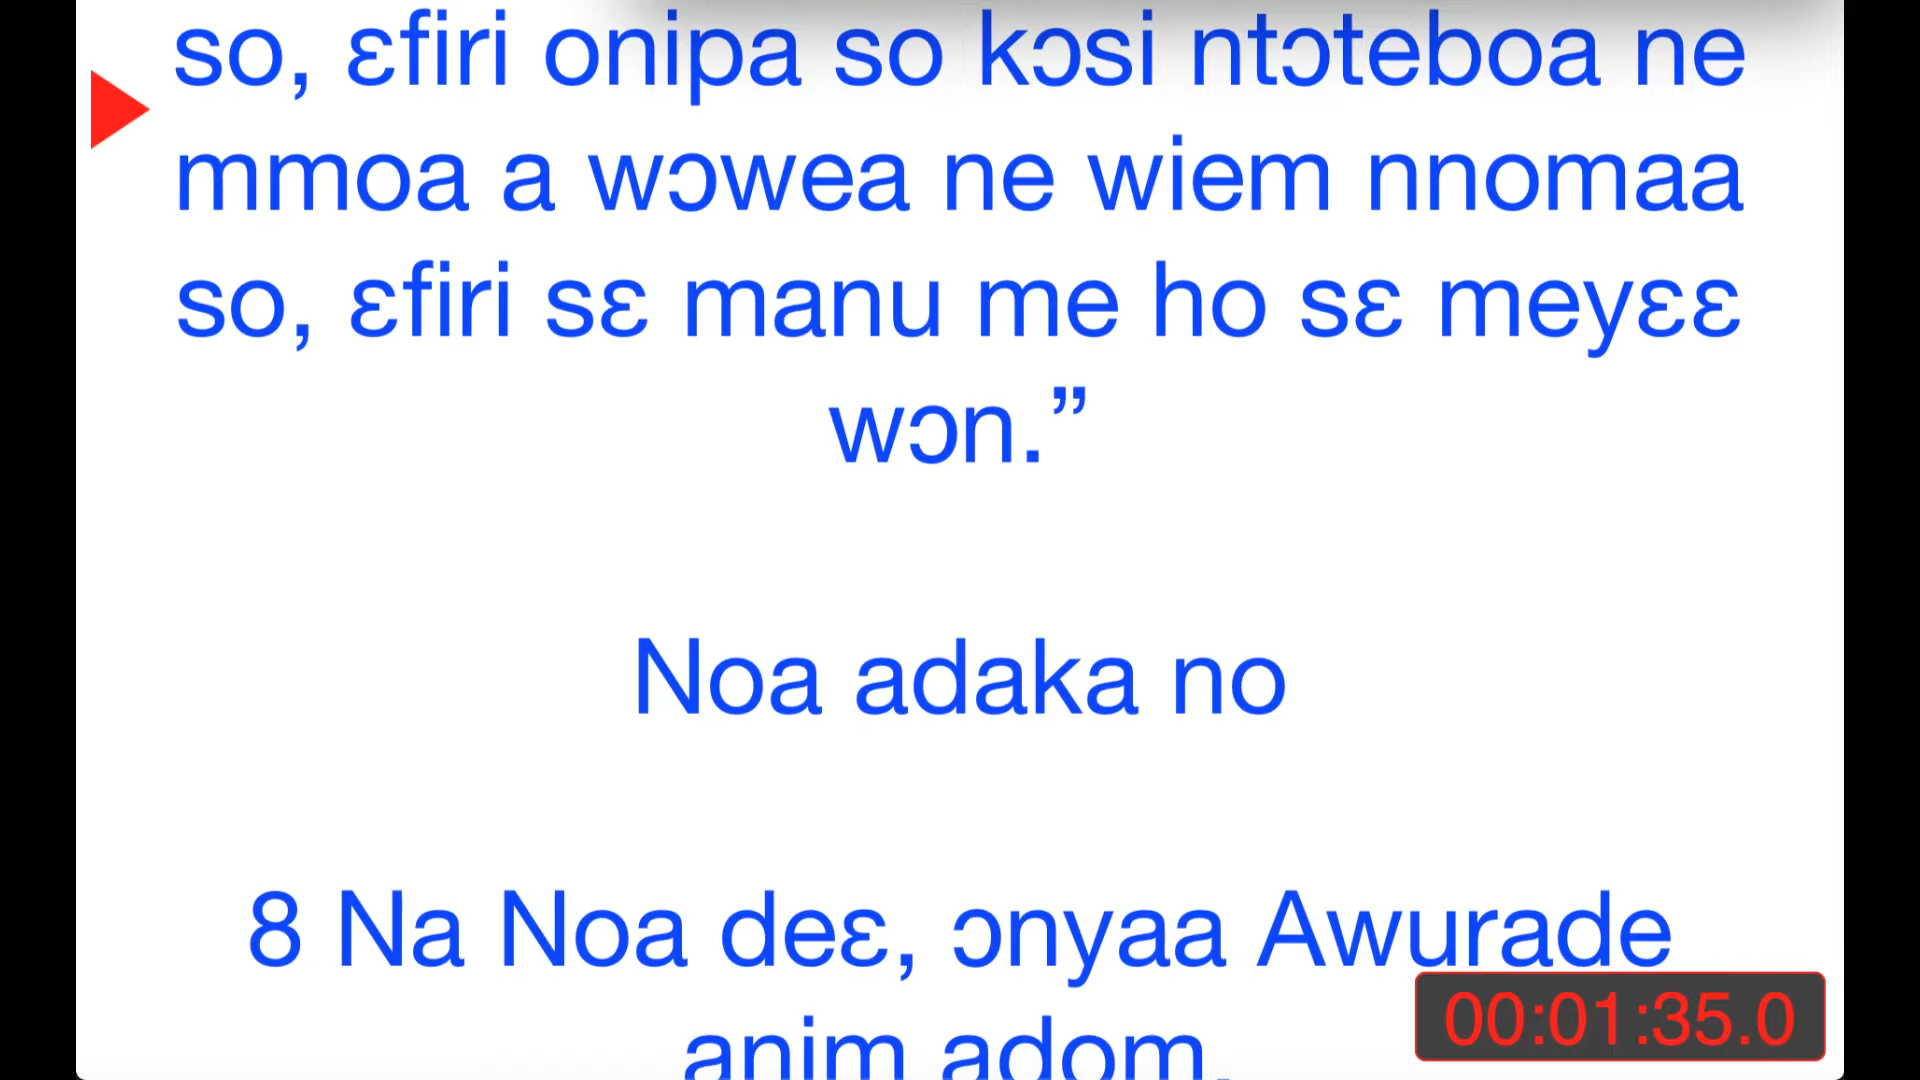 so, ɛfiri onipa so kɔsi ntɔteboa ne
mmoa a wɔwea ne wiem nnomaa
so, ɛfiri sɛ manu me ho sɛ meyɛɛ
wɔn.”
Noa adaka no
8 Na Noa deɛ, ɔnyaa Awurade
anim adom.
00:01:35.0